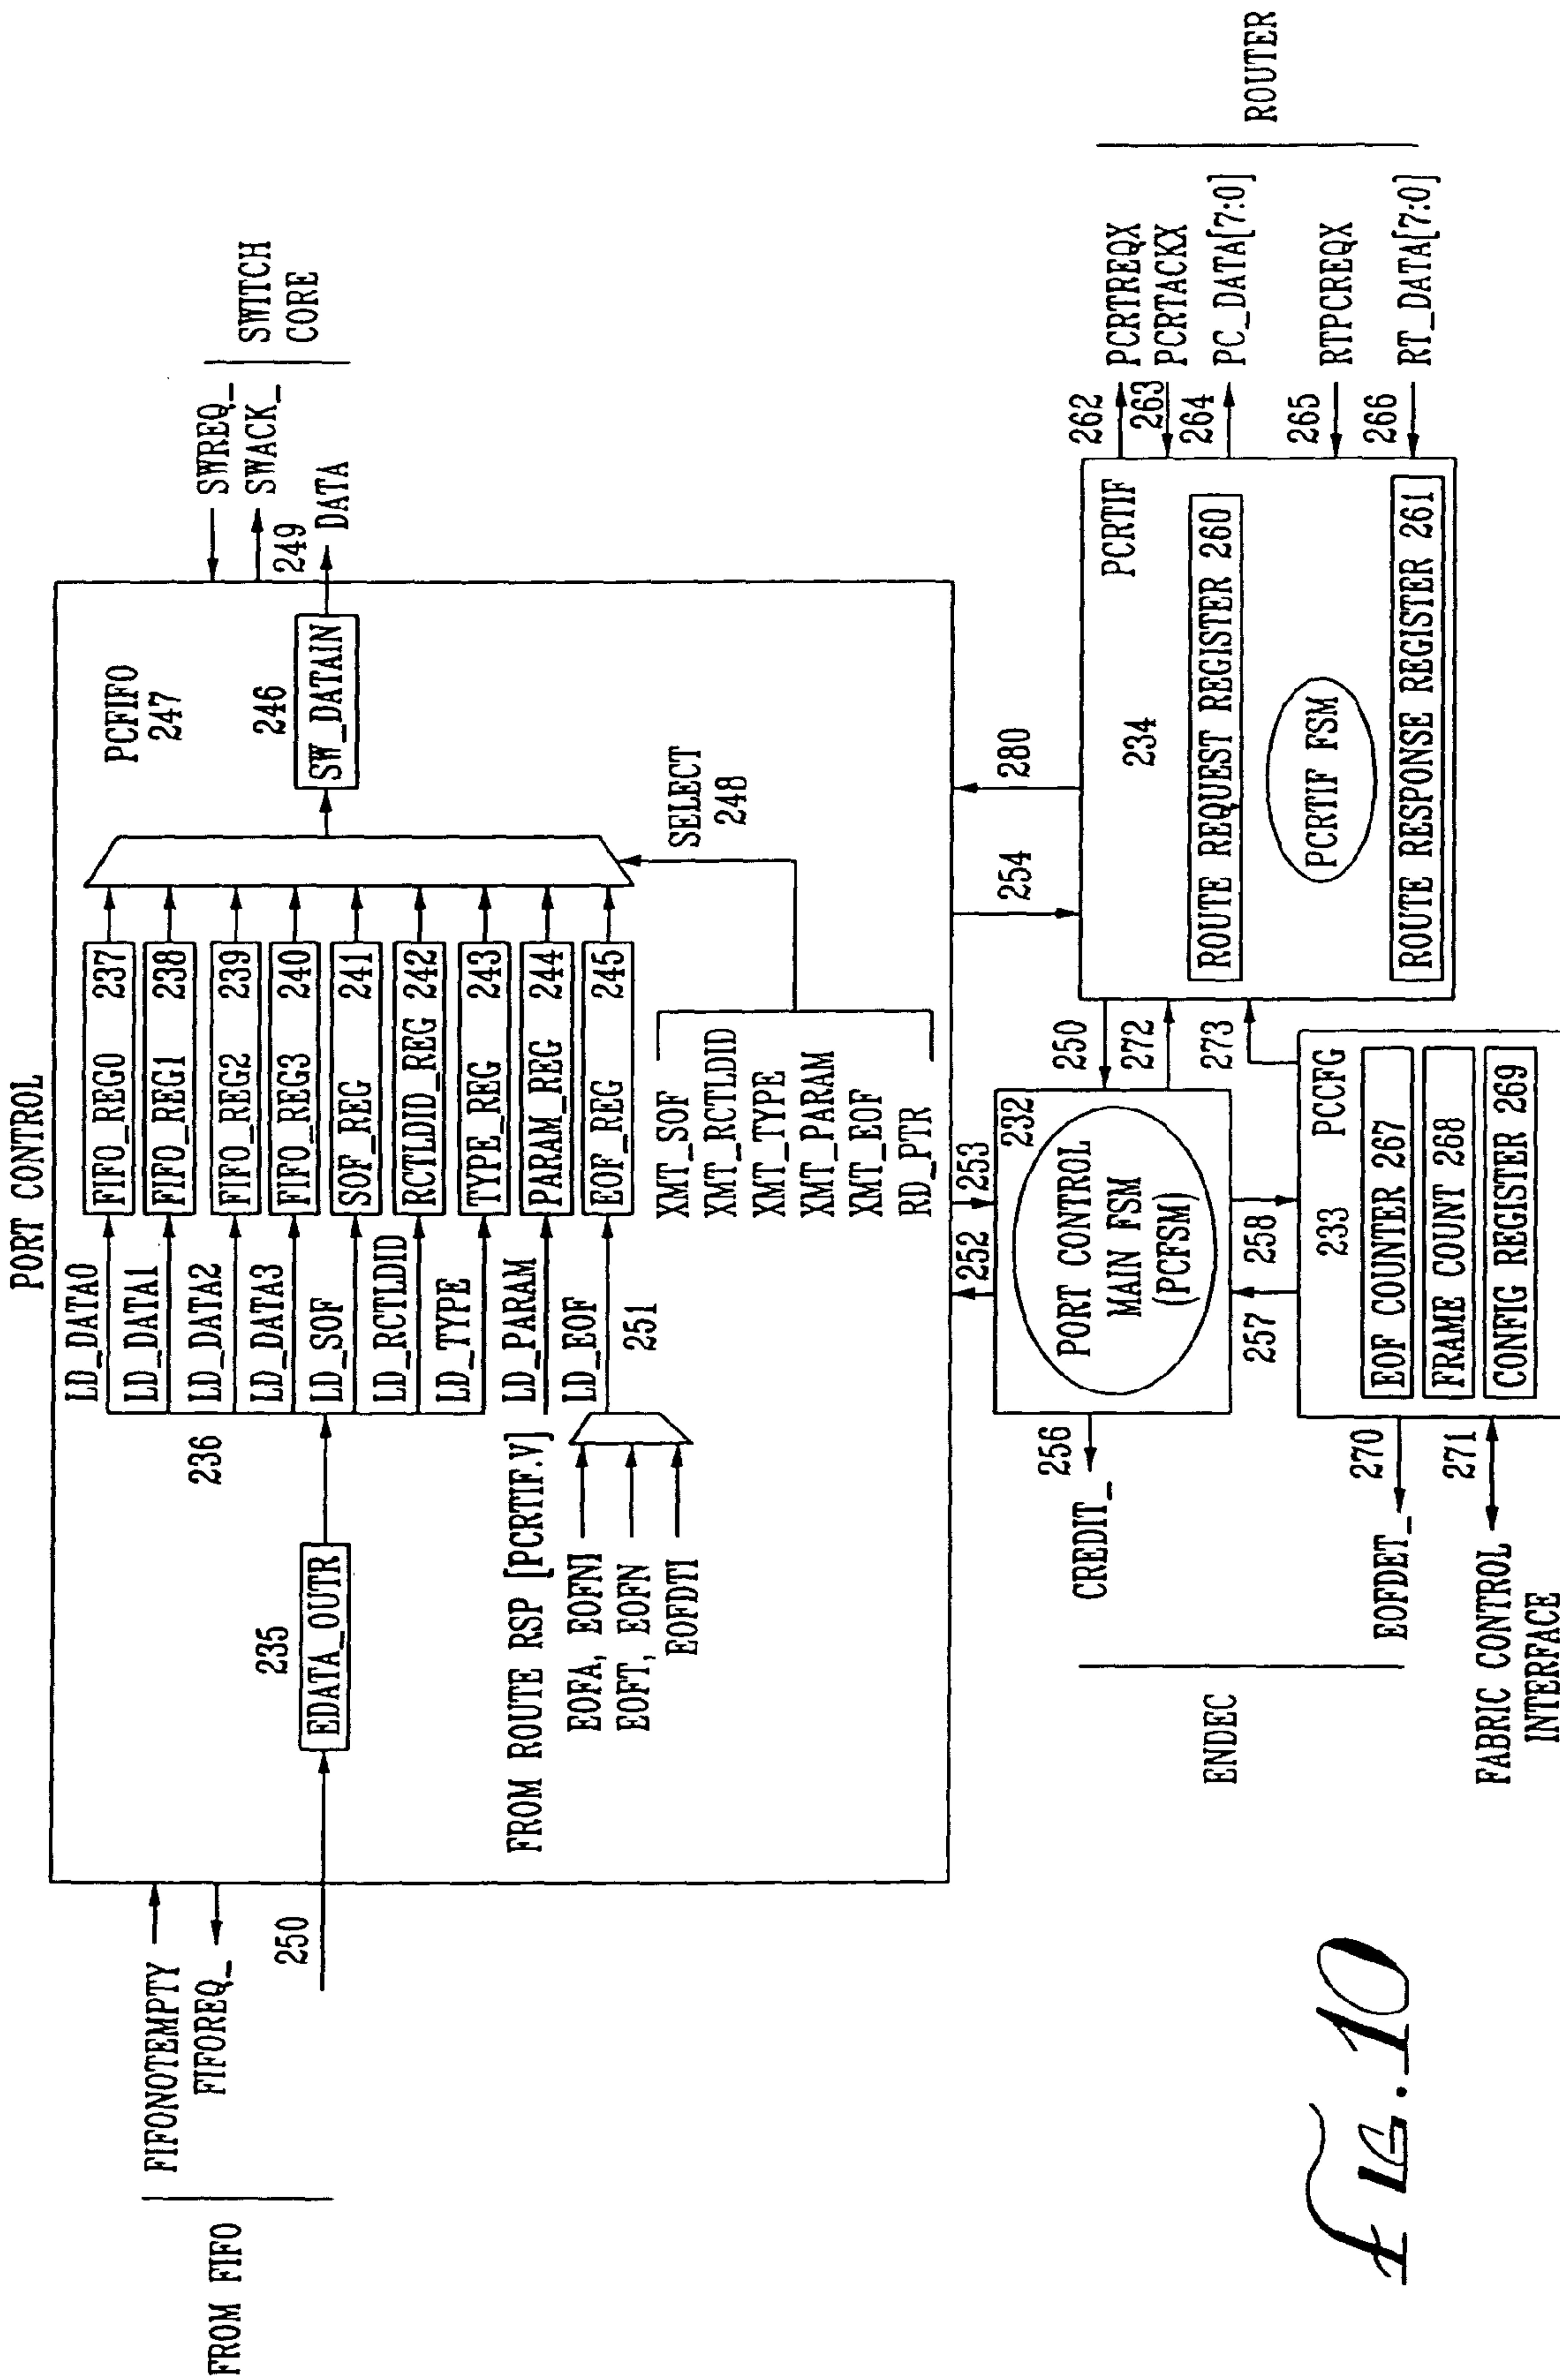 PORT CONTROL
FROM FIFO
FIFONOTEMPTY
FIFOREQ_
250
235
EDATA_OUTR
236
LD_DATA0
LD_DATA1
LD_DATA2
LD_DATA3
LD_SOF
LD_RCTLDID
LD_TYPE
LD_PARAM
LD_EOF
251
FROM ROUTE RSP [PCRTIF.V]
EOFA, EOFNI
EOFT, EOFN
EOFDTI
FIFO_REG0 237
FIFO_REG1 238
FIFO_REG2 239
FIFO_REG3 240
SOF_REG 241
RCTLDID_REG 242
TYPE_REG 243
PARAM_REG 244
EOF_REG 245
XMT_SOF
XMT_RCTLDID
XMT_TYPE
XMT_PARAM
XMT_EOF
RD_PTR
SELECT
248
PCFIFO
247
246
SW_DATAIN
SWREQ_
SWACK_
249
DATA
SWITCH
CORE
252
253
254
280
ENDEC
CREDIT_
256
232
PORT CONTROL
MAIN FSM
(PCFSM)
250
272
273
257
258
233
PCCFG
EOF COUNTER 267
FRAME COUNT 268
CONFIG REGISTER 269
EOFDET_
270
271
FABRIC CONTROL
INTERFACE
PCRTIF
234
ROUTE REQUEST REGISTER 260
PCRTIF FSM
ROUTE RESPONSE REGISTER 261
262
PCRTREQX
263
PCRTACKX
264
PC_DATA[7:0]
265
RTPCREQX
266
RT_DATA[7:0]
ROUTER
FIG. 10